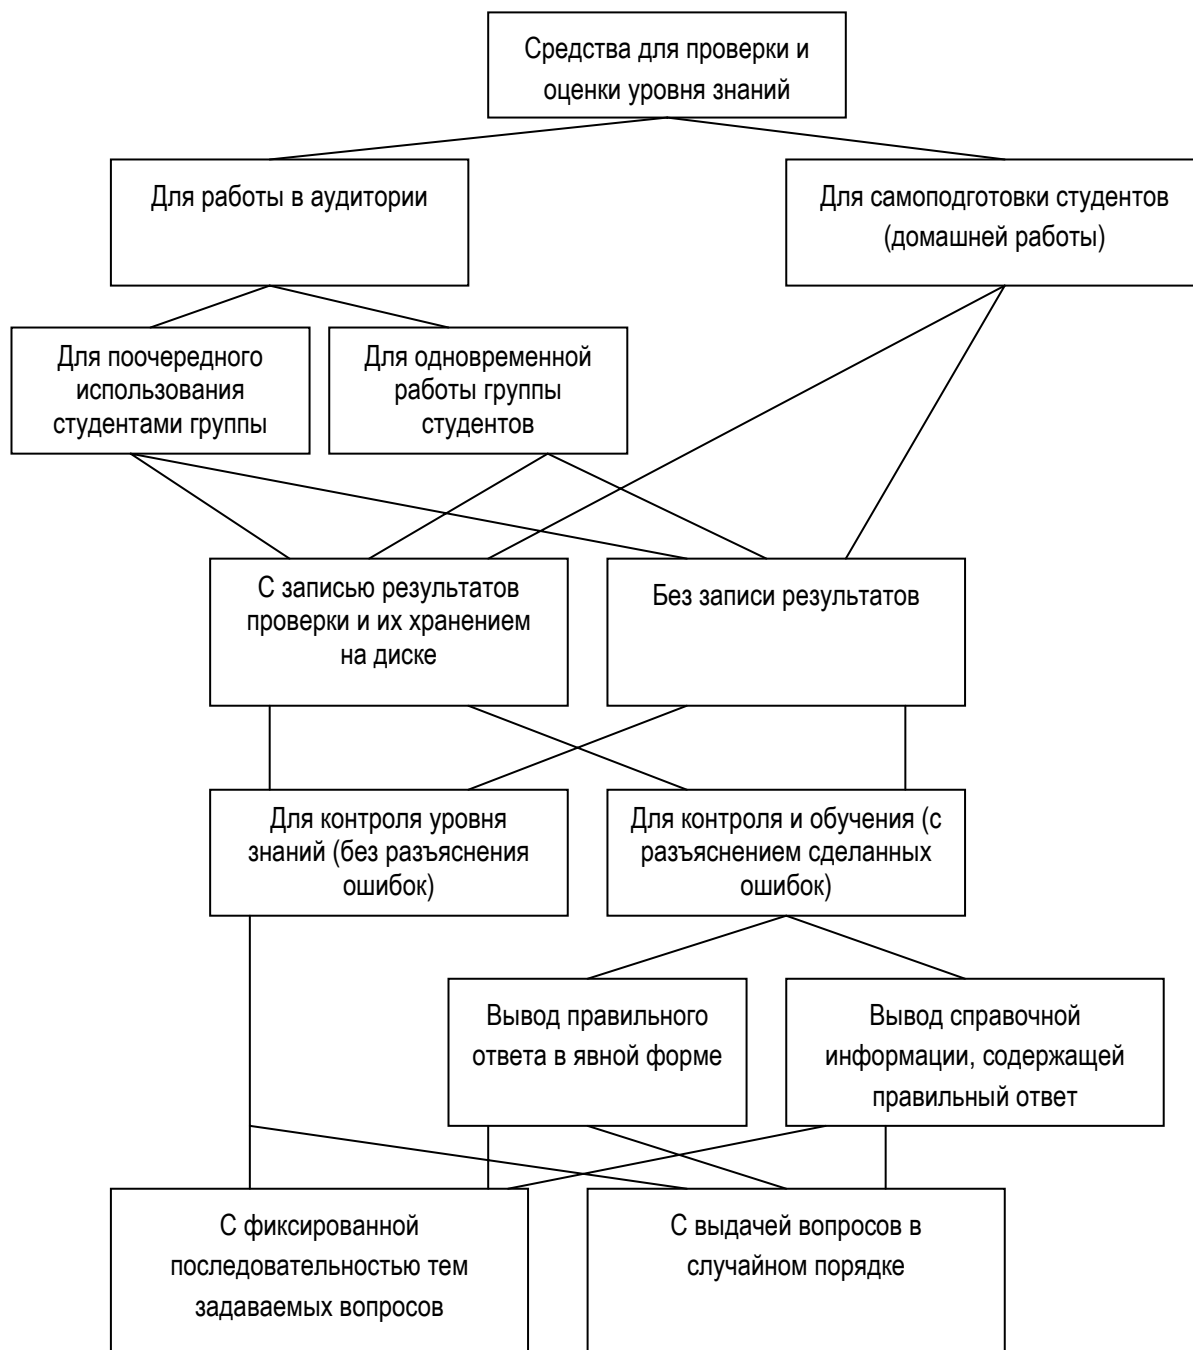 Средства для проверки и
оценки уровня знаний
Для работы в аудитории
Для самоподготовки студентов
(домашней работы)
Для поочередного
использования
студентами группы
Для одновременной
работы группы
студентов
С записью результатов
проверки и их хранением
на диске
Без записи результатов
Для контроля уровня
знаний (без разъяснения
ошибок)
Для контроля и обучения (с
разъяснением сделанных
ошибок)
Вывод правильного
ответа в явной форме
Вывод справочной
информации, содержащей
правильный ответ
С фиксированной
последовательностью тем
задаваемых вопросов
С выдачей вопросов в
случайном порядке